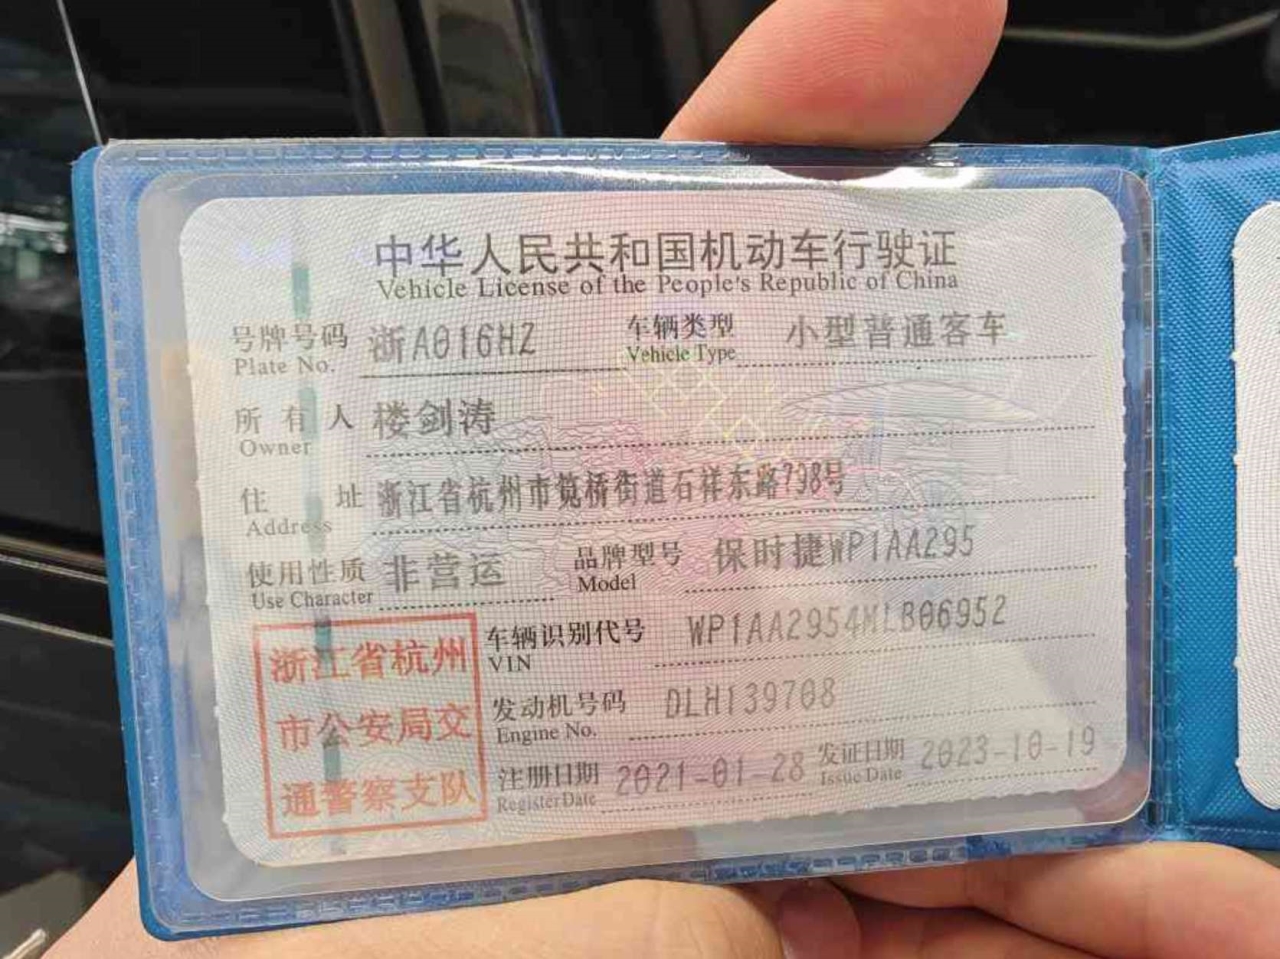 中华人民共和国机动车行驶证
Vehicle License of the People's Republic of China
号牌号码 浙A016HZ 车辆类型 小型普通客车
Plate No. Vehicle Type
所有人 楼剑涛
Owner
住址 浙江省杭州市笕桥街道石祥东路798号
Address
使用性质 非营运 品牌型号 保时捷WP1AA295
Use Character Model
车辆识别代号 WP1AA2954MLB06952
VIN
发动机号码 DLH139708
Engine No.
注册日期 2021-01-28 发证日期 2023-10-19
Register Date Issue Date
浙江省杭州
市公安局交
通警察支队